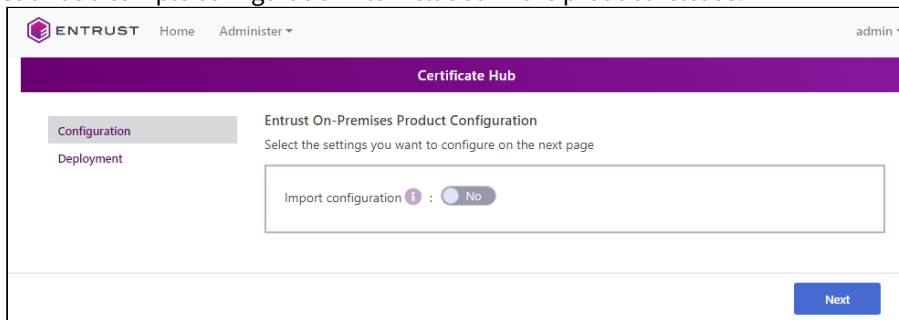 ENTRUST Home Administer admin
Certificate Hub
Configuration
Deployment
Entrust On-Premises Product Configuration
Select the settings you want to configure on the next page
Import configuration i : No
Next